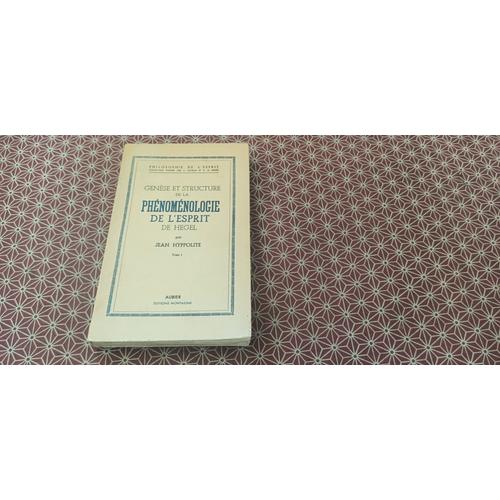 PHILOSOPHIE DE L'ESPRIT
GENÈSE ET STRUCTURE
DE LA
PHÉNOMÉNOLOGIE
DE L'ESPRIT
DE HEGEL
par
JEAN HYPPOLITE
Tome I
AUBIER
ÉDITIONS MONTAIGNE